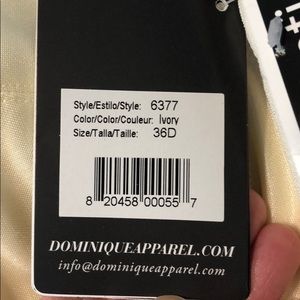 Style/Estilo/Style: 6377
Color/Color/Couleur: Ivory
Size/Talla/Taille: 36D
8 20458 00055 7
DOMINIQUEAPPAREL.COM
info@dominiqueapparel.com